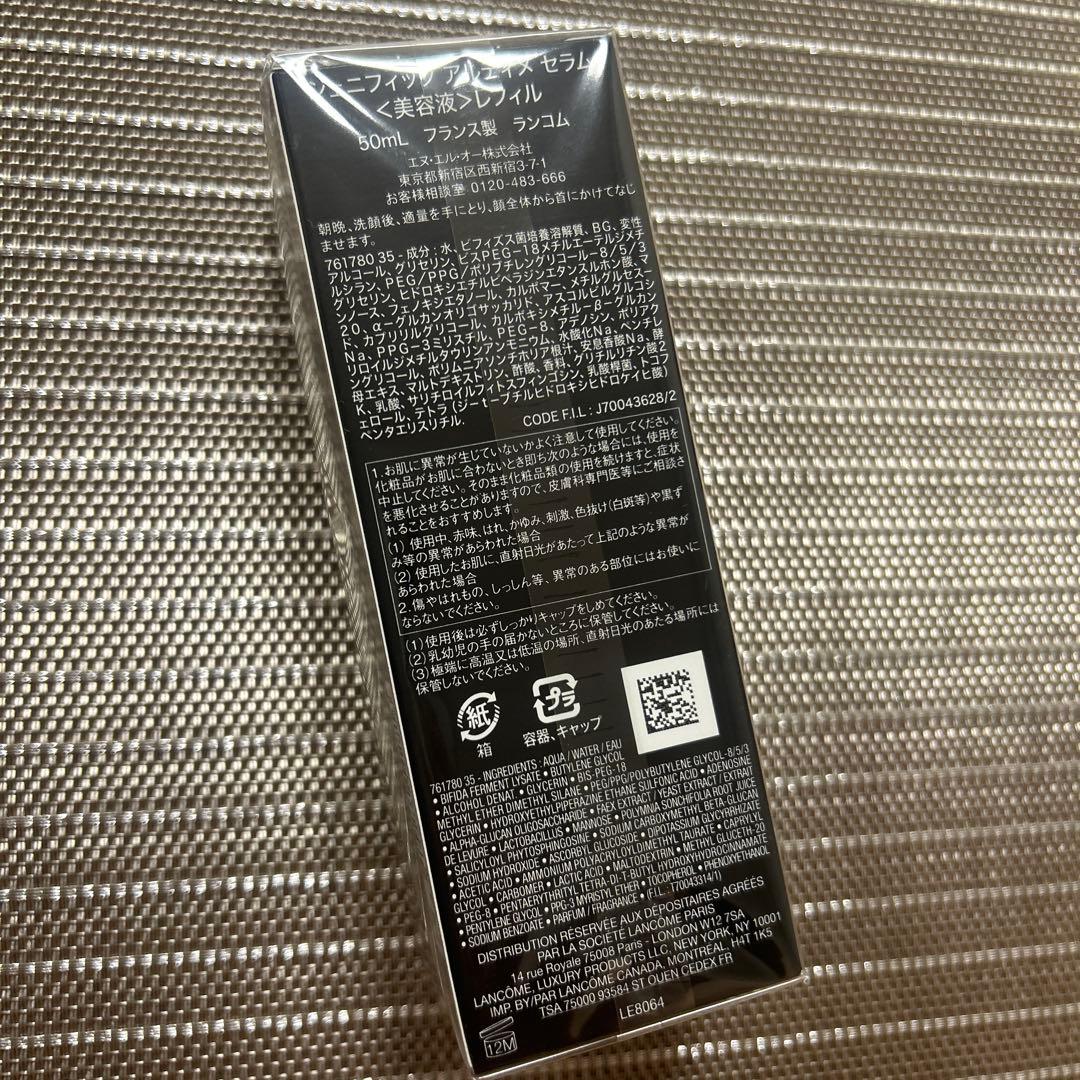 ジェニフィック アルティメ セラム
<美容液>レフィル
50mL フランス製 ランコム
エヌ・エル・オー株式会社
東京都新宿区西新宿3-7-1
お客様相談室 0120-483-666
朝晩、洗顔後、適量を手にとり、顔全体から首にかけてなじ
ませます。
761780 35 - 成分 : 水、ビフィズス菌培養溶解質、BG、変性
アルコール、グリセリン、ビスPEG-18メチルエーテルジメチ
ルシラン、PEG/PPG/ポリブチレングリコール-8/5/3
グリセリン、ヒドロキシエチルピペラジンエタンスルホン酸、マ
ンノース、フェノキシエタノール、カルボマー、メチルグルセス-
20、α-グルカンオリゴサッカリド、アスコルビルグルコシ
ド、カプリリルグリコール、カルボキシメチル-β-グルカン
Na、PPG-3ミリスチル、PEG-8、アデノシン、ポリアク
リロイルジメチルタウリンアンモニウム、水酸化Na、ペンチレ
ングリコール、ポリムニアソンチホリア根汁、安息香酸Na、酵
母エキス、マルトデキストリン、酢酸、香料、グリチルリチン酸2
K、乳酸、サリチロイルフィトスフィンゴシン、乳酸桿菌、トコフ
ェロール、テトラ(ジ-t-ブチルヒドロキシヒドロケイヒ酸)
ペンタエリスリチル.
CODE F.I.L : J70043628/2
1. お肌に異常が生じていないかよく注意して使用してください。
化粧品がお肌に合わないとき即ち次のような場合には、使用を
中止してください。そのまま化粧品類の使用を続けますと、症状
を悪化させることがありますので、皮膚科専門医等にご相談さ
れることをおすすめします。
(1) 使用中、赤味、はれ、かゆみ、刺激、色抜け(白斑等)や黒ず
み等の異常があらわれた場合
(2) 使用したお肌に、直射日光があたって上記のような異常が
あらわれた場合
2. 傷やはれもの、しっしん等、異常のある部位にはお使いに
ならないでください。
(1)使用後は必ずしっかりキャップをしめてください。
(2)乳幼児の手の届かないところに保管してください。
(3)極端に高温又は低温の場所、直射日光のあたる場所には
保管しないでください。
紙
箱
プラ
容器、キャップ
761780 35 - INGREDIENTS : AQUA / WATER / EAU
• BIFIDA FERMENT LYSATE • BUTYLENE GLYCOL
• ALCOHOL DENAT. • GLYCERIN • BIS-PEG-18
METHYL ETHER DIMETHYL SILANE • PEG/PPG/POLYBUTYLENE GLYCOL-8/5/3
GLYCERIN • HYDROXYETHYLPIPERAZINE ETHANE SULFONIC ACID • ADENOSINE
• ALPHA-GLUCAN OLIGOSACCHARIDE • FAEX EXTRACT / YEAST EXTRACT / EXTRAIT
DE LEVURE • LACTOBACILLUS • MANNOSE • POLYMNIA SONCHIFOLIA ROOT JUICE
• SALICYLOYL PHYTOSPHINGOSINE • SODIUM CARBOXYMETHYL BETA-GLUCAN
• SODIUM HYDROXIDE • ASCORBYL GLUCOSIDE • DIPOTASSIUM GLYCYRRHIZATE
• ACETIC ACID • AMMONIUM POLYACRYLOYLDIMETHYL TAURATE • CAPRYLYL
GLYCOL • CARBOMER • LACTIC ACID • MALTODEXTRIN • METHYL GLUCETH-20
• PEG-8 • PENTAERYTHRITYL TETRA-DI-T-BUTYL HYDROXYHYDROCINNAMATE
• PENTYLENE GLYCOL • PPG-3 MYRISTYL ETHER • TOCOPHEROL • PHENOXYETHANOL
• SODIUM BENZOATE • PARFUM / FRAGRANCE • (F.I.L. : T70044314/1)
DISTRIBUTION RÉSERVÉE AUX DÉPOSITAIRES AGRÉÉS
PAR LA SOCIÉTÉ LANCÔME PARIS
14 rue Royale 75008 Paris - LONDON W12 7SA
LANCÔME, LUXURY PRODUCTS LLC, NEW YORK, NY 10001
IMP. BY/PAR LANCÔME CANADA, MONTREAL, H4T 1K5
TSA 75000 93584 ST OUEN CEDEX FR
LE8064
12M